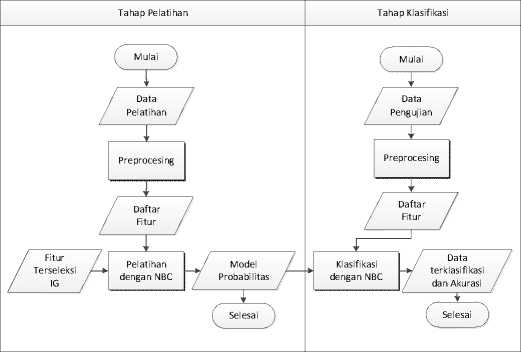 Tahap Pelatihan
Mulai
Data
Pelatihan
Preprocesing
Daftar
Fitur
Fitur
Terseleksi
IG
Pelatihan
dengan NBC
Model
Probabilitas
Selesai
Tahap Klasifikasi
Mulai
Data
Pengujian
Preprocesing
Daftar
Fitur
Klasifikasi
dengan NBC
Data
terklasifikasi
dan Akurasi
Selesai